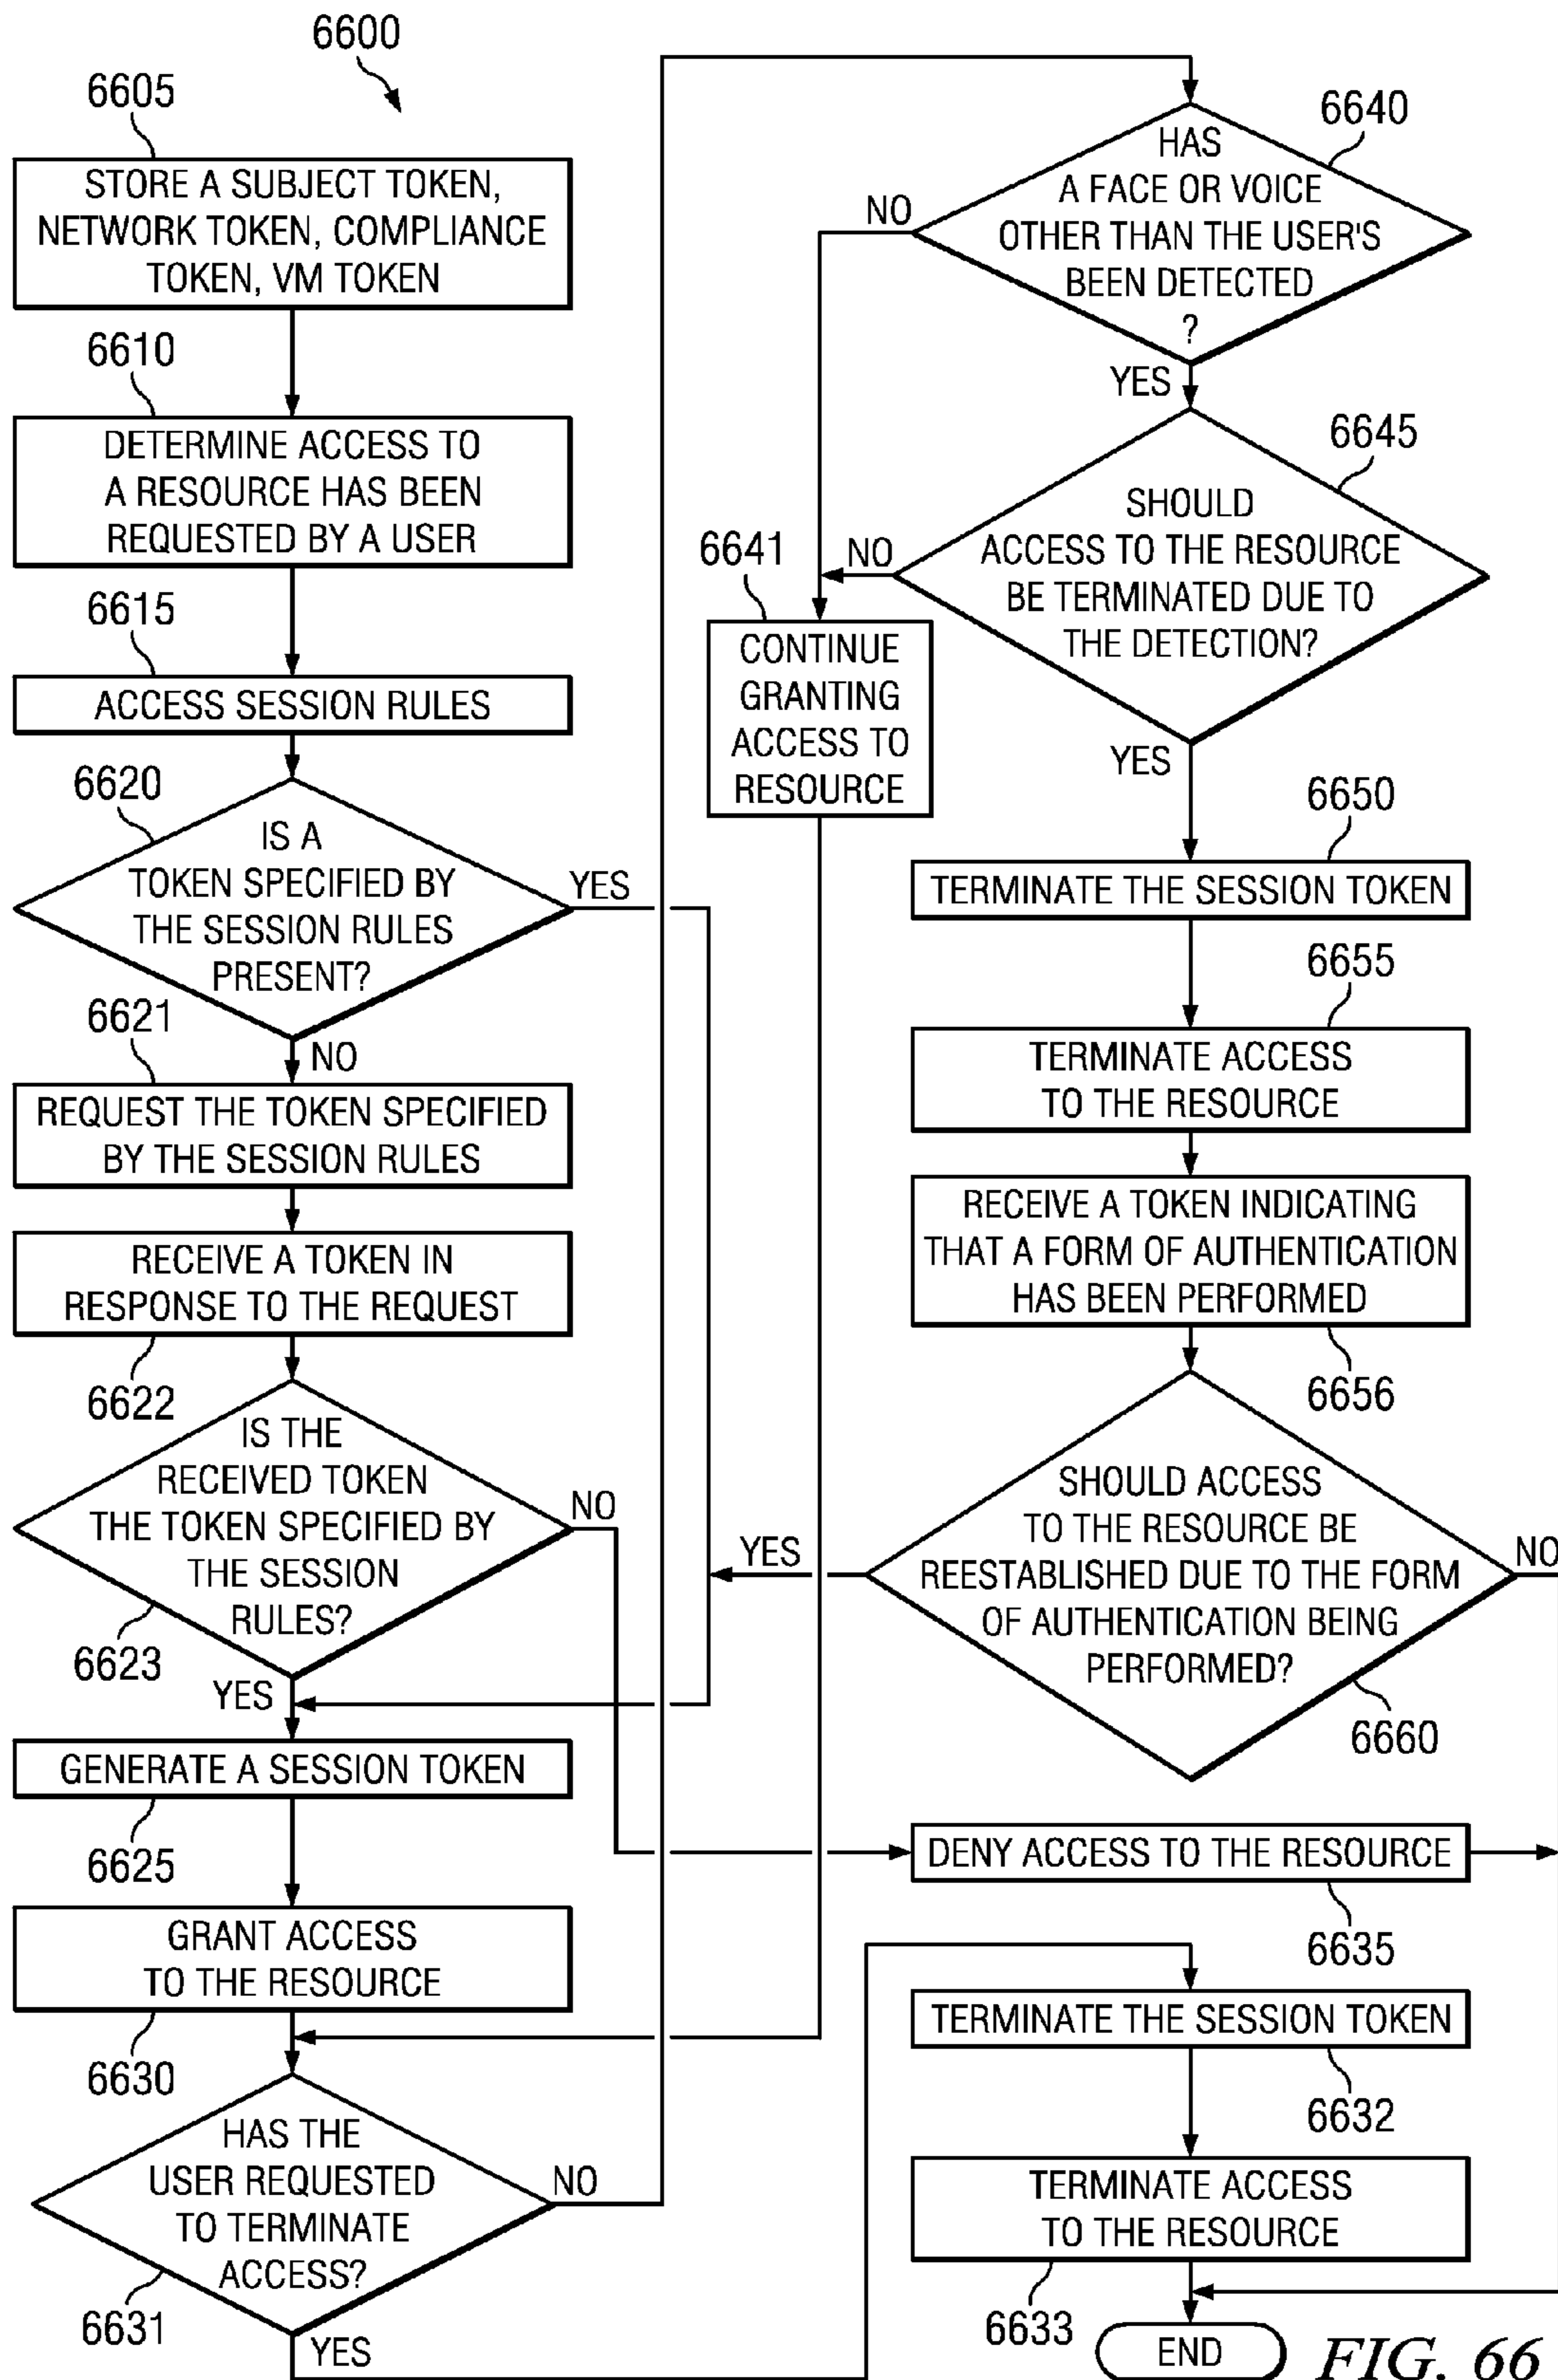 6600
6605
STORE A SUBJECT TOKEN,
NETWORK TOKEN, COMPLIANCE
TOKEN, VM TOKEN
6610
DETERMINE ACCESS TO
A RESOURCE HAS BEEN
REQUESTED BY A USER
6615
ACCESS SESSION RULES
6620
IS A
TOKEN SPECIFIED BY
THE SESSION RULES
PRESENT?
YES
6621
NO
REQUEST THE TOKEN SPECIFIED
BY THE SESSION RULES
RECEIVE A TOKEN IN
RESPONSE TO THE REQUEST
6622
IS THE
RECEIVED TOKEN
THE TOKEN SPECIFIED BY
THE SESSION
RULES?
NO
6623
YES
GENERATE A SESSION TOKEN
6625
GRANT ACCESS
TO THE RESOURCE
6630
HAS THE
USER REQUESTED
TO TERMINATE
ACCESS?
NO
6631
YES
6640
HAS
A FACE OR VOICE
OTHER THAN THE USER'S
BEEN DETECTED
?
NO
YES
6645
SHOULD
ACCESS TO THE RESOURCE
BE TERMINATED DUE TO
THE DETECTION?
NO
6641
CONTINUE
GRANTING
ACCESS TO
RESOURCE
YES
6650
TERMINATE THE SESSION TOKEN
6655
TERMINATE ACCESS
TO THE RESOURCE
RECEIVE A TOKEN INDICATING
THAT A FORM OF AUTHENTICATION
HAS BEEN PERFORMED
6656
SHOULD ACCESS
TO THE RESOURCE BE
REESTABLISHED DUE TO THE FORM
OF AUTHENTICATION BEING
PERFORMED?
YES
NO
6660
DENY ACCESS TO THE RESOURCE
6635
TERMINATE THE SESSION TOKEN
6632
TERMINATE ACCESS
TO THE RESOURCE
6633
END
FIG. 66